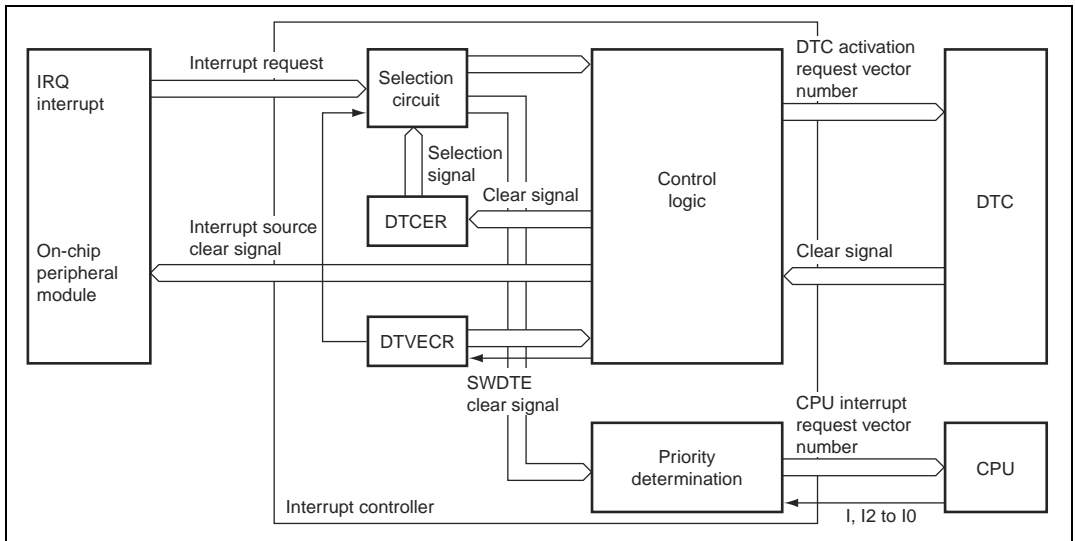 IRQ
interrupt
On-chip
peripheral
module
Interrupt request
Selection
circuit
Selection
signal
DTCER
Clear signal
Interrupt source
clear signal
DTVECR
SWDTE
clear signal
Control
logic
DTC activation
request vector
number
DTC
Clear signal
Priority
determination
CPU interrupt
request vector
number
CPU
I, I2 to I0
Interrupt controller